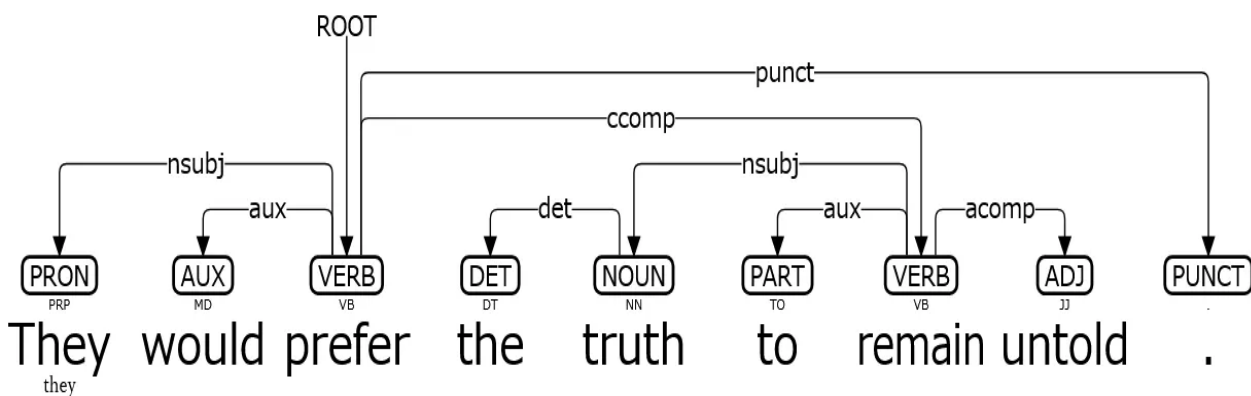 ROOT
punct
ccomp
nsubj nsubj
aux det aux acomp
PRON AUX VERB DET NOUN PART VERB ADJ PUNCT
PRP MD VB DT NN TO VB JJ .
They would prefer the truth to remain untold .
they